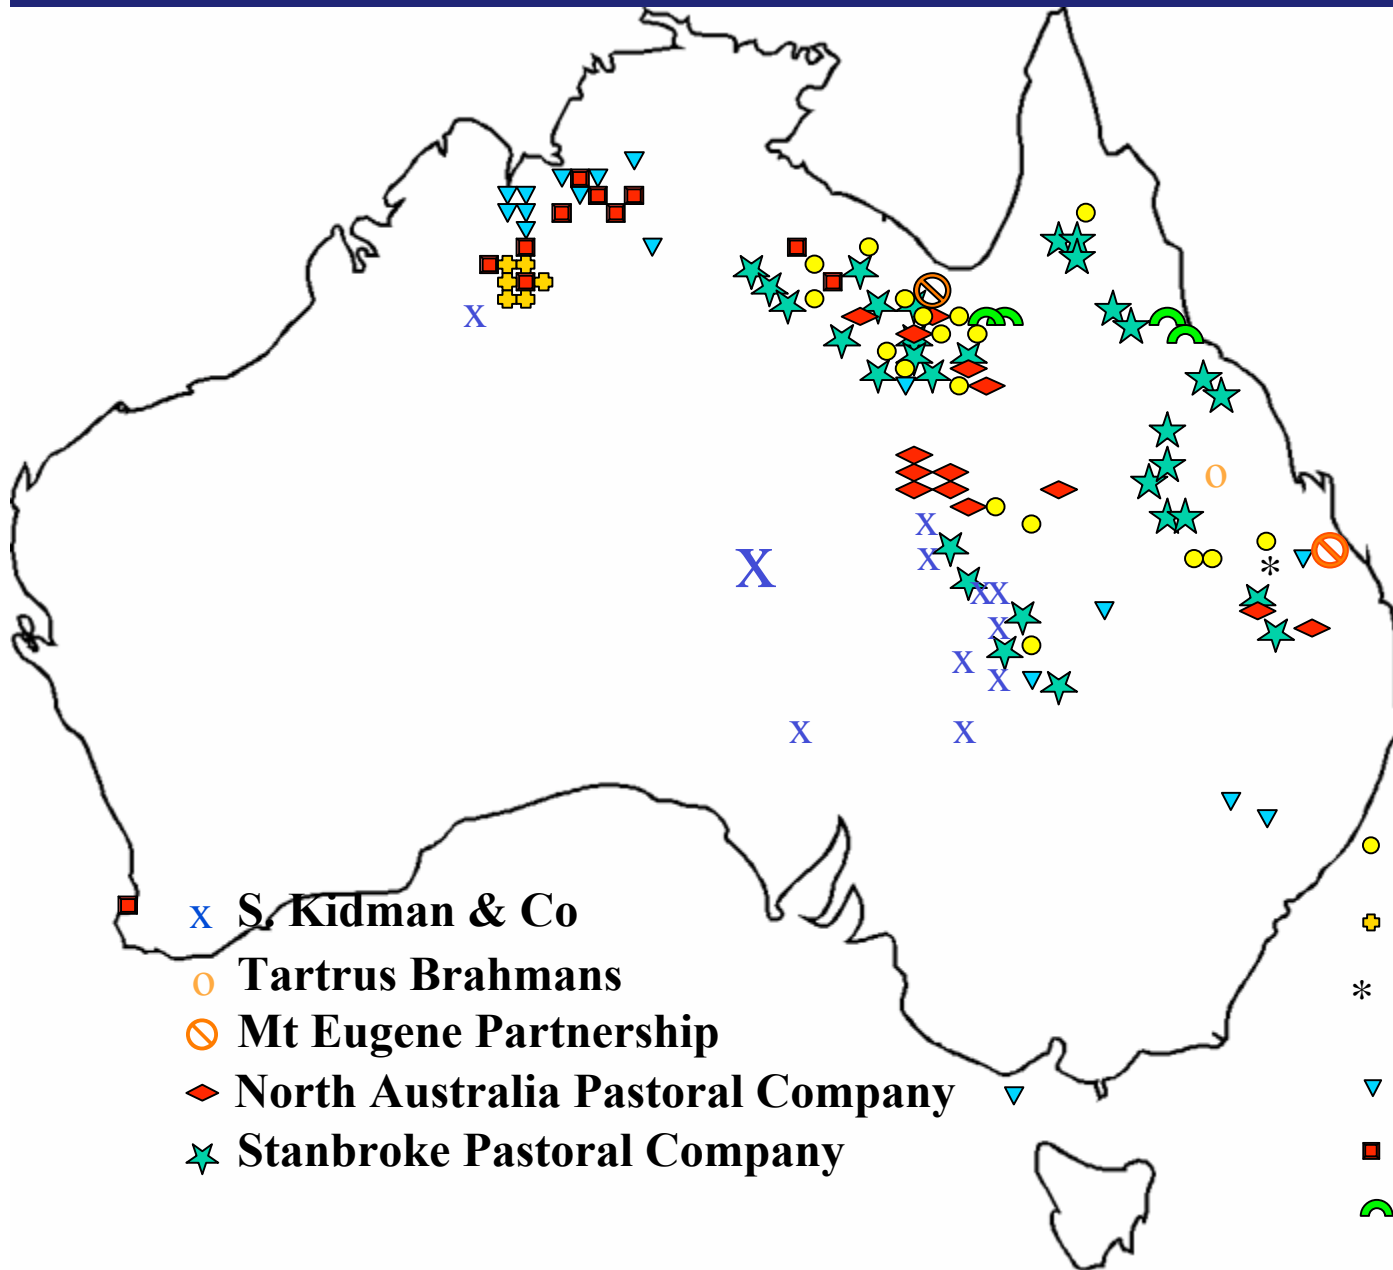 x S. Kidman & Co
o Tartrus Brahmans
Mt Eugene Partnership
North Australia Pastoral Company
Stanbroke Pastoral Company